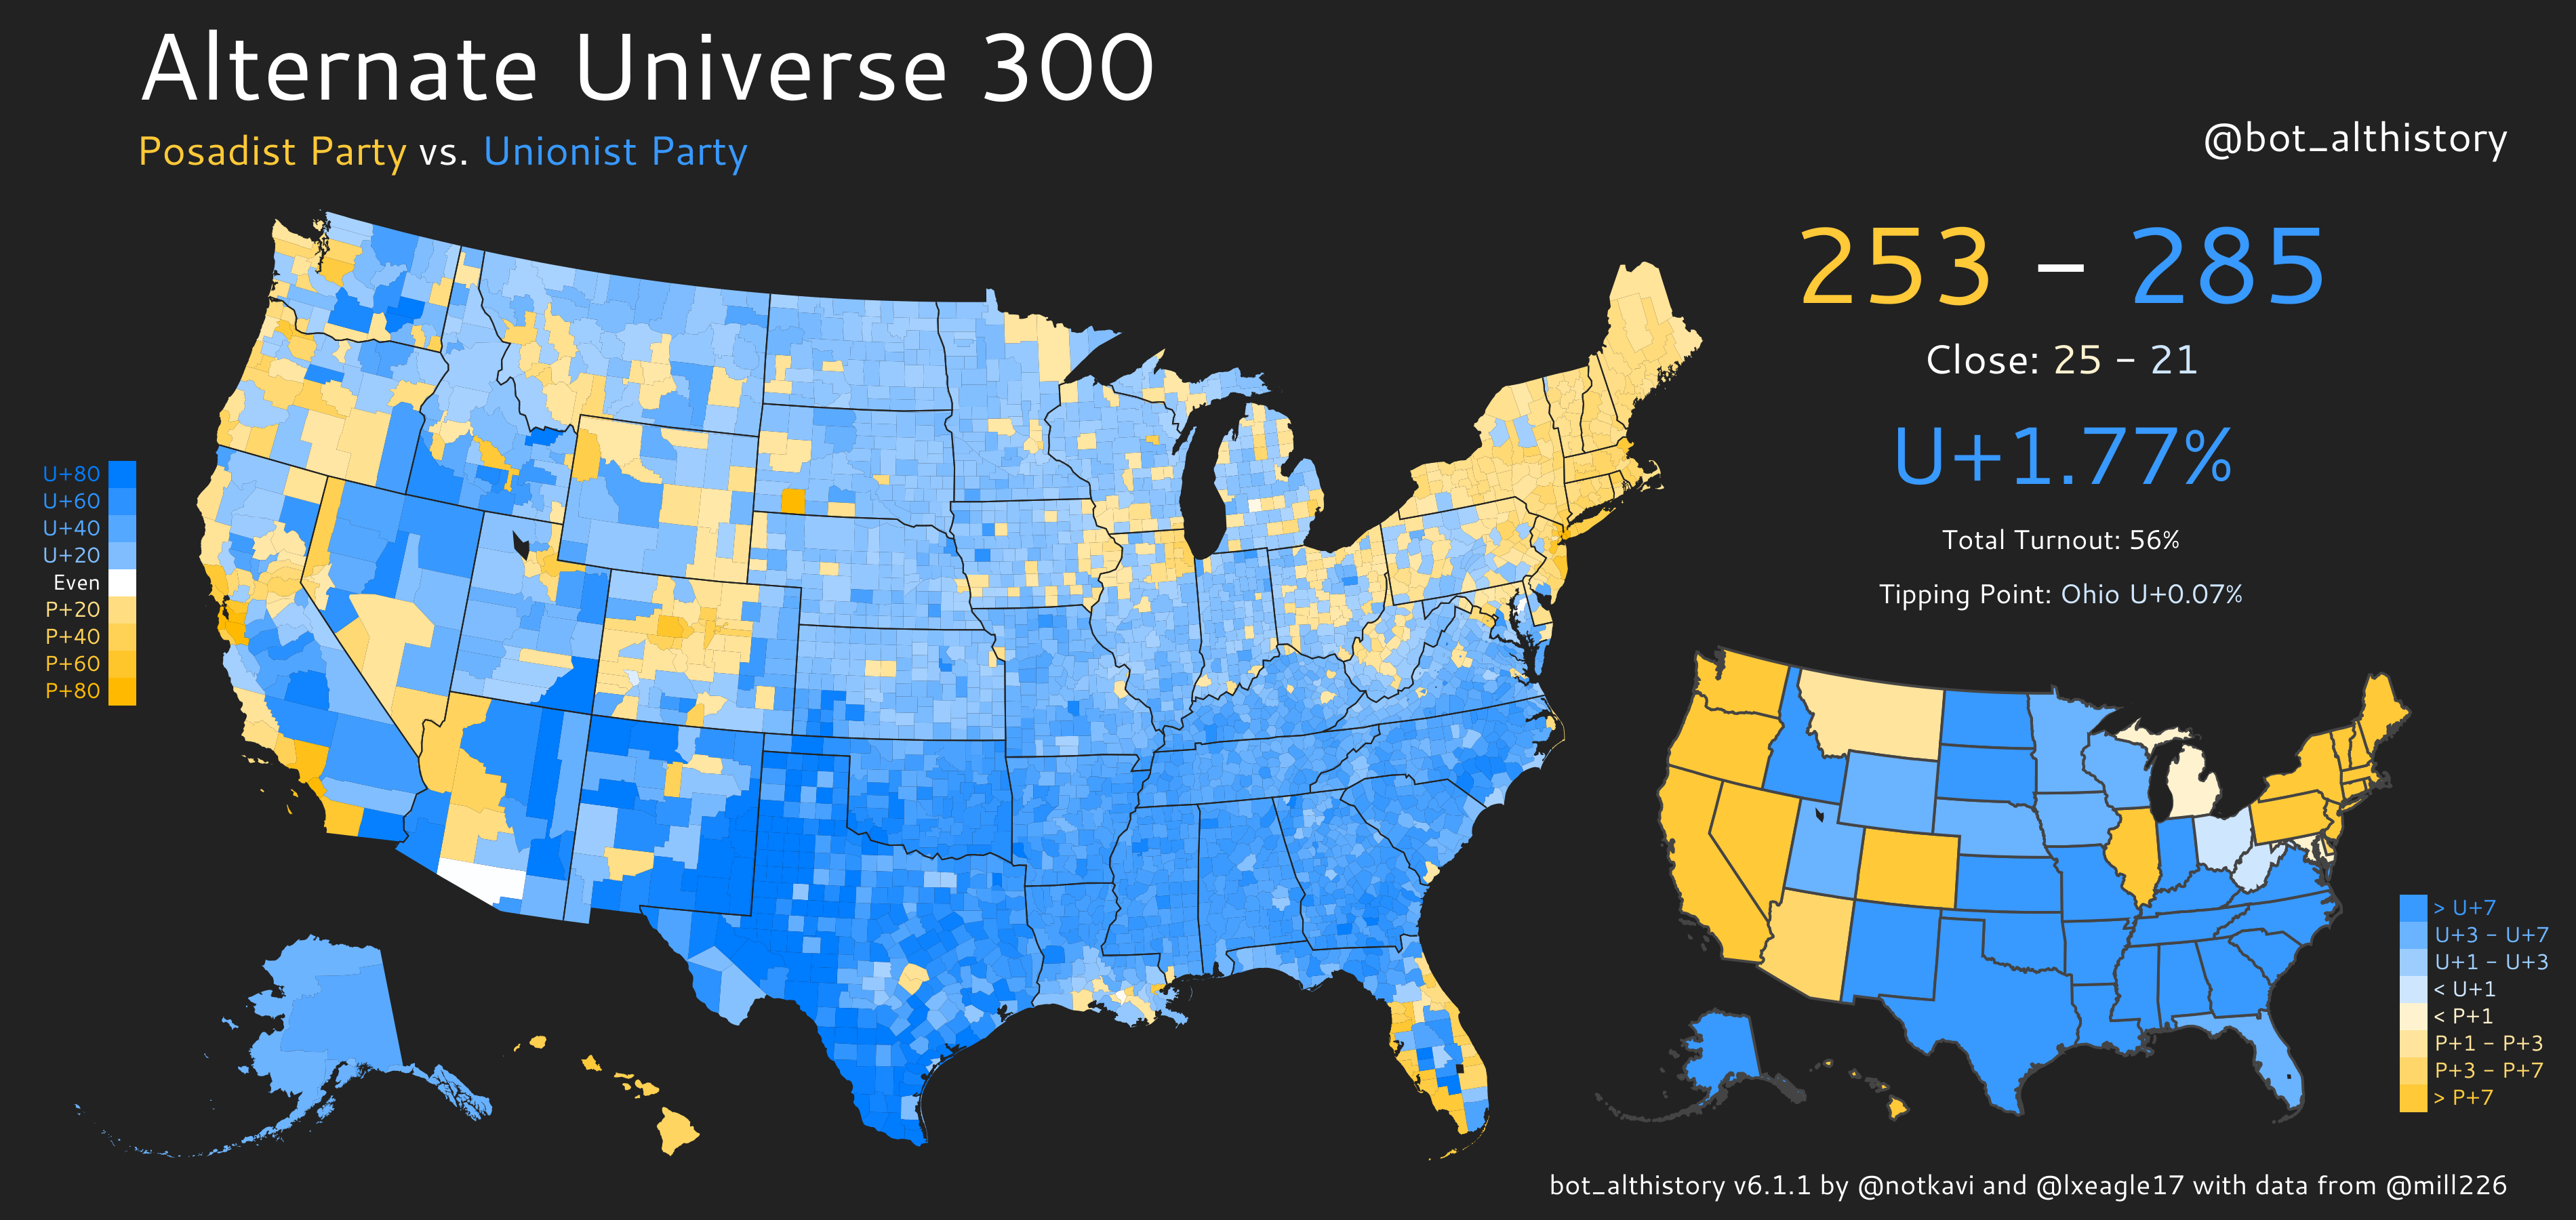 Alternate Universe 300
Posadist Party vs. Unionist Party
@bot_althistory
253 – 285
Close: 25 – 21
U+1.77%
Total Turnout: 56%
Tipping Point: Ohio U+0.07%
U+80
U+60
U+40
U+20
Even
P+20
P+40
P+60
P+80
> U+7
U+3 – U+7
U+1 – U+3
< U+1
< P+1
P+1 – P+3
P+3 – P+7
> P+7
bot_althistory v6.1.1 by @notkavi and @lxeagle17 with data from @mill226